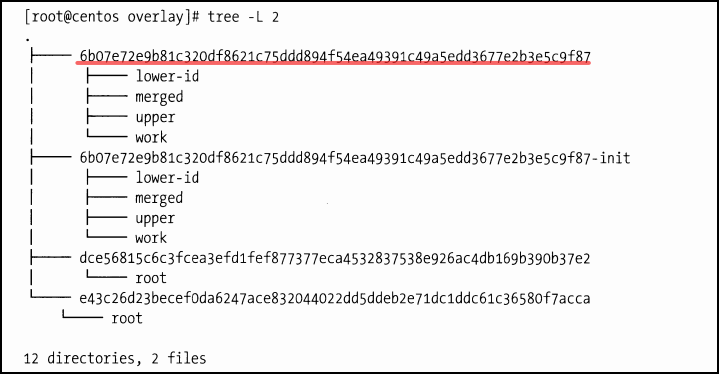 [root@centos overlay]# tree -L 2
.
├── 6b07e72e9b81c320df8621c75ddd894f54ea49391c49a5edd3677e2b3e5c9f87
│   ├── lower-id
│   ├── merged
│   ├── upper
│   └── work
├── 6b07e72e9b81c320df8621c75ddd894f54ea49391c49a5edd3677e2b3e5c9f87-init
│   ├── lower-id
│   ├── merged
│   ├── upper
│   └── work
├── dce56815c6c3fcea3efd1fef877377eca4532837538e926ac4db169b390b37e2
│   └── root
└── e43c26d23becef0da6247ace832044022dd5ddeb2e71dc1ddc61c36580f7acca
    └── root
12 directories, 2 files